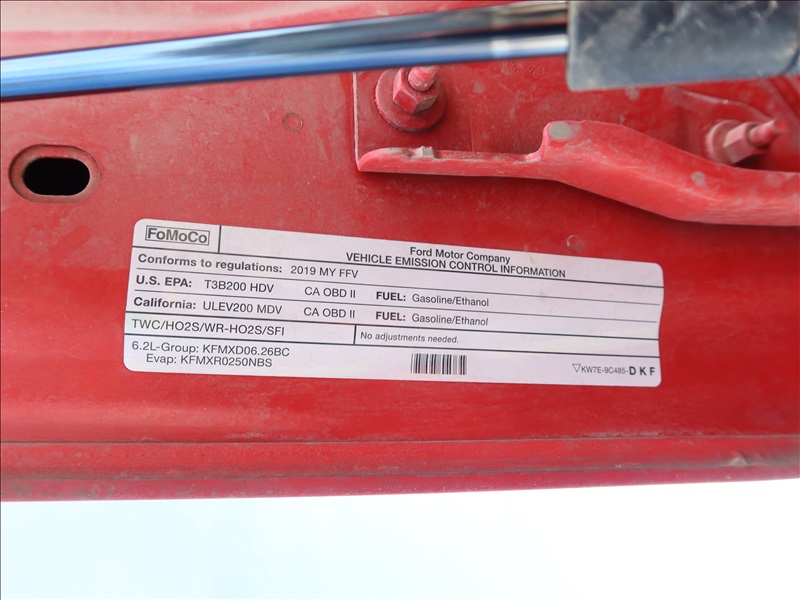 FoMoCo
Ford Motor Company
VEHICLE EMISSION CONTROL INFORMATION
Conforms to regulations: 2019 MY FFV
U.S. EPA: T3B200 HDV CA OBD II FUEL: Gasoline/Ethanol
California: ULEV200 MDV CA OBD II FUEL: Gasoline/Ethanol
TWC/HO2S/WR-HO2S/SFI No adjustments needed.
6.2L-Group: KFMXD06.26BC
Evap: KFMXR0250NBS
KW7E-9C485-DKF